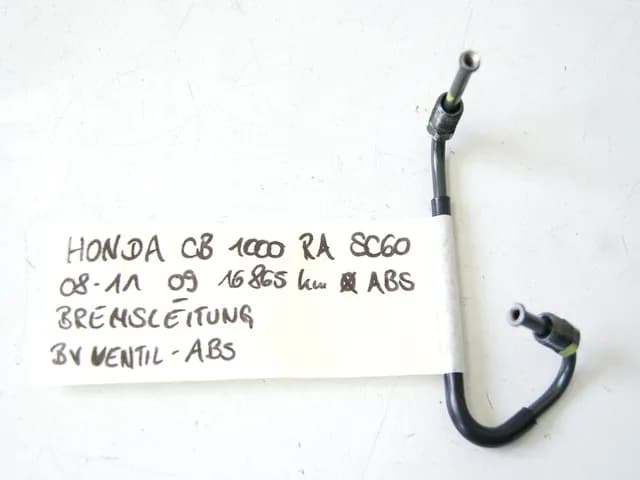 HONDA CB 1000 RA SC60
08-11 09 16865 km ABS
BREMSLEITUNG
BV VENTIL-ABS